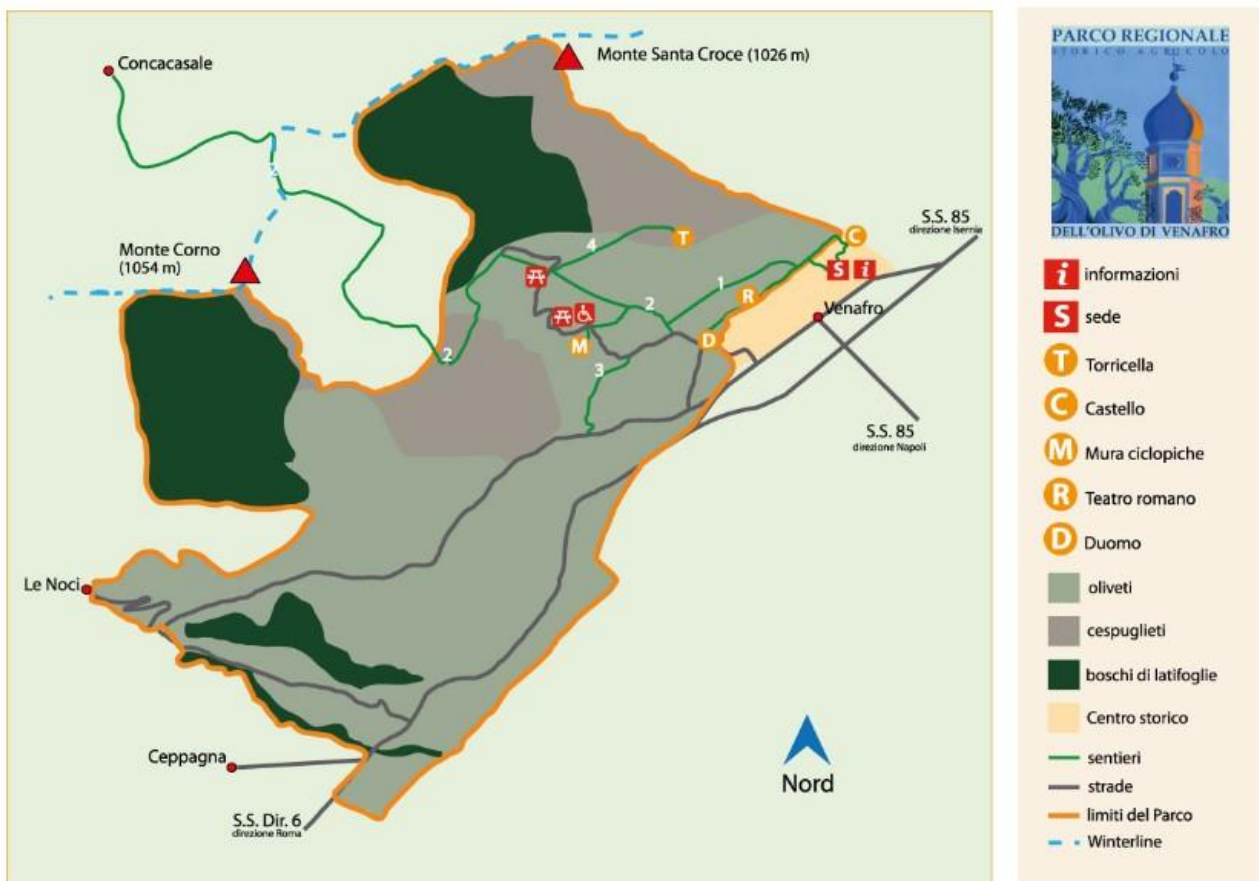 Concacasale
Monte Santa Croce (1026 m)
S.S. 85
direzione Isernia
C
4
T
2
Monte Corno
(1054 m)
1
S i
2
R
Venafro
D
M
2
3
S.S. 85
direzione Napoli
Le Noci
Ceppagna
S.S. Dir. 6
direzione Roma
Nord
PARCO REGIONALE
STORICO AGRICOLO
DELL'OLIVO DI VENAFRO
i informazioni
S sede
T Torricella
C Castello
M Mura ciclopiche
R Teatro romano
D Duomo
oliveti
cespuglieti
boschi di latifoglie
Centro storico
sentieri
strade
limiti del Parco
Winterline